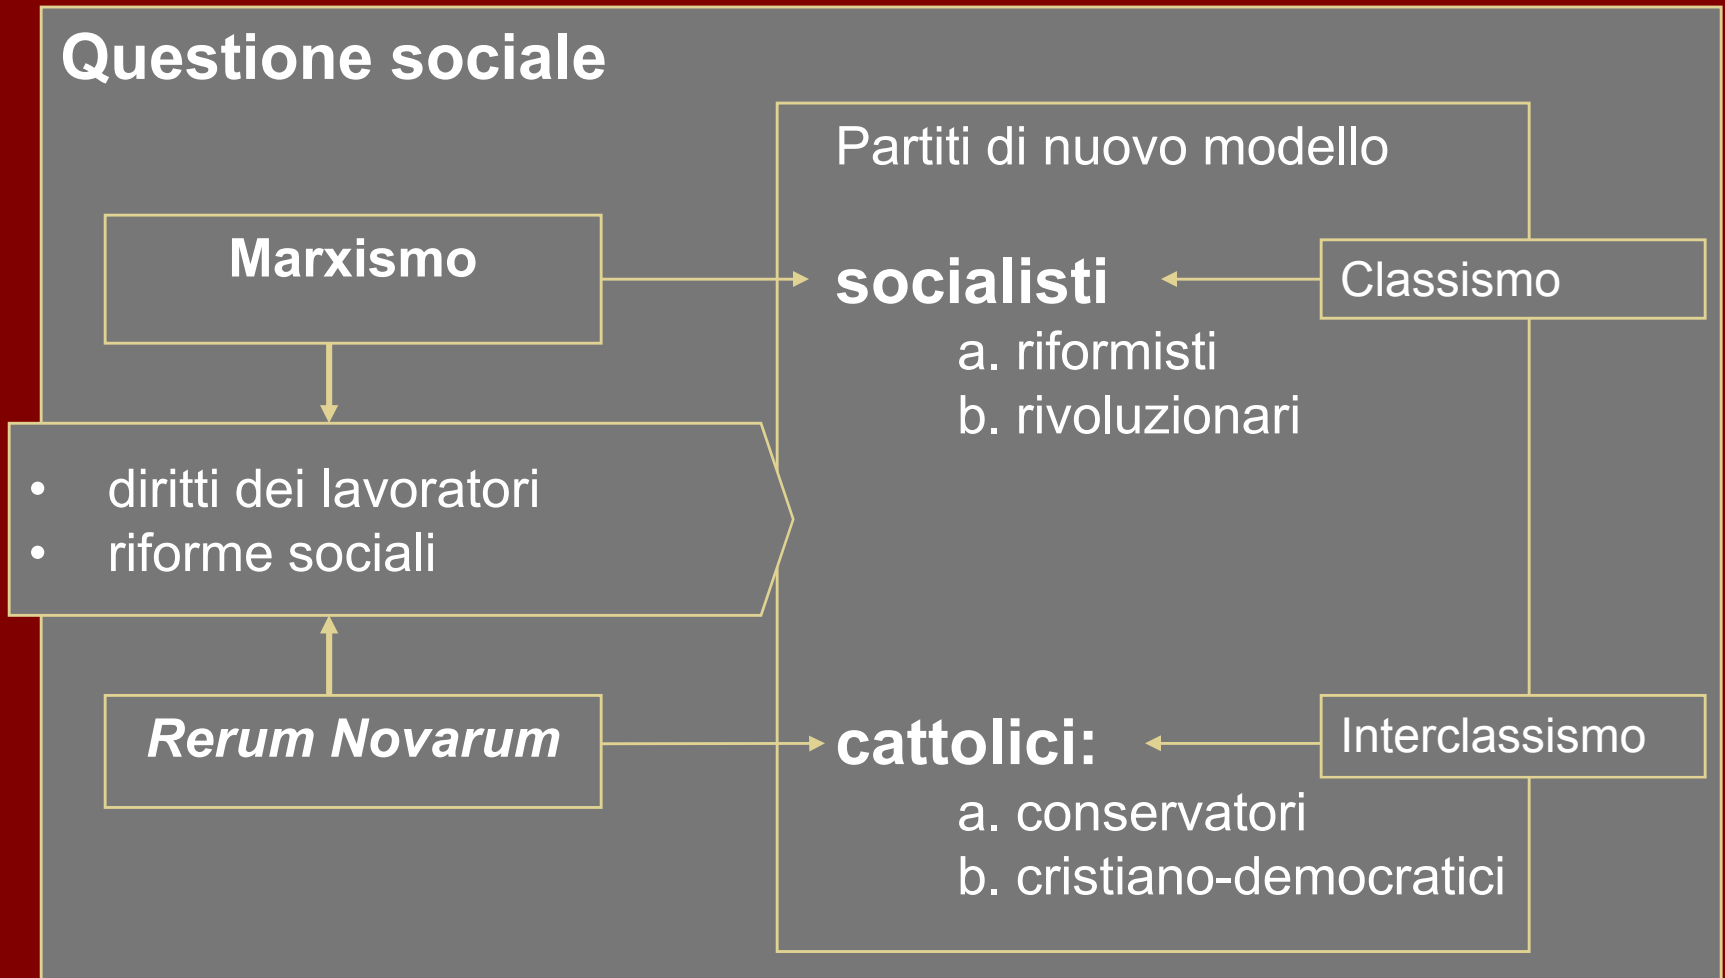 Questione sociale
Partiti di nuovo modello
Marxismo
socialisti
Classismo
a. riformisti
b. rivoluzionari
• diritti dei lavoratori
• riforme sociali
Rerum Novarum
cattolici:
Interclassismo
a. conservatori
b. cristiano-democratici